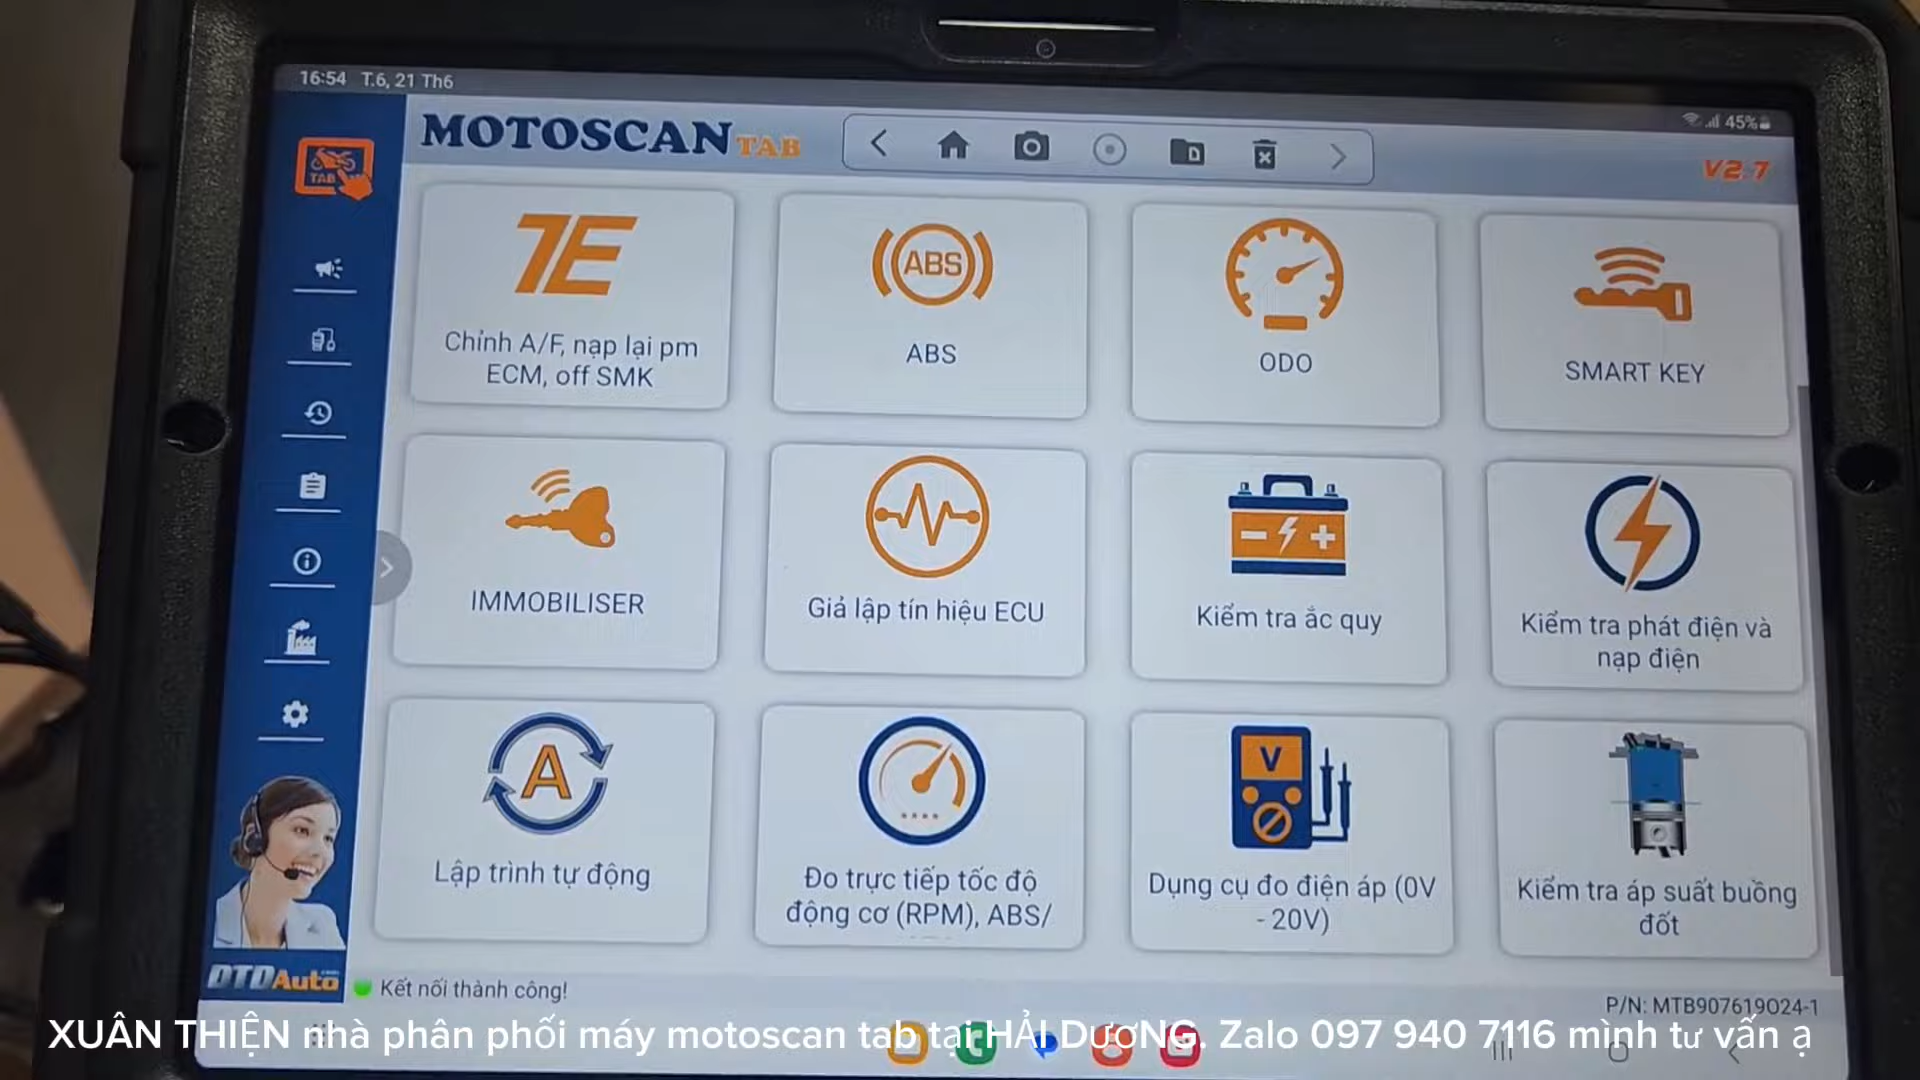 16:54 T.6, 21 Th6
45%
MOTOSCAN TAB
V2.7
TAB
TE
Chỉnh A/F, nạp lại pm
ECM, off SMK
ABS
ABS
ODO
SMART KEY
IMMOBILISER
Giả lập tín hiệu ECU
Kiểm tra ắc quy
Kiểm tra phát điện và
nạp điện
A
Lập trình tự động
Đo trực tiếp tốc độ
động cơ (RPM), ABS/
V
Dụng cụ đo điện áp (0V
- 20V)
Kiểm tra áp suất buồng
đốt
DTDAuto
Kết nối thành công!
P/N: MTB907619O24-1
XUÂN THIỆN nhà phân phối máy motoscan tab tại HẢI DƯơNG. Zalo 097 940 7116 mình tư vấn ạ